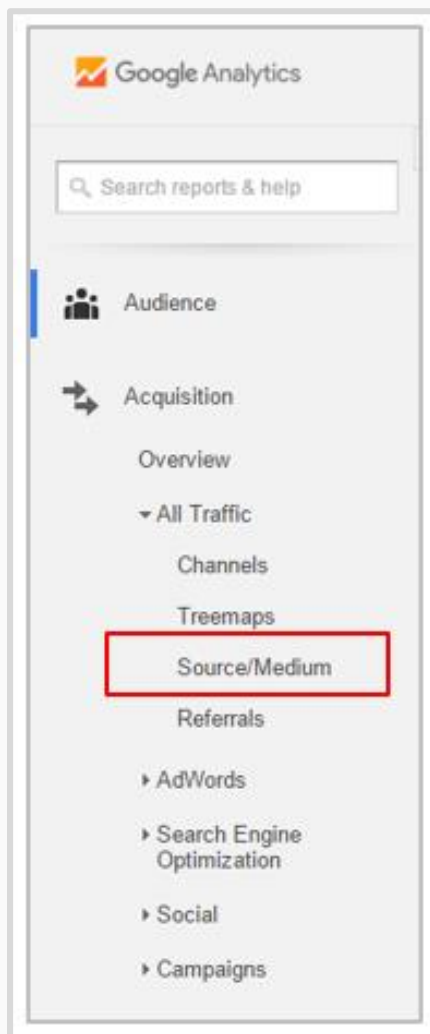 Google Analytics
Search reports & help
Audience
Acquisition
Overview
All Traffic
Channels
Treemaps
Source/Medium
Referrals
AdWords
Search Engine
Optimization
Social
Campaigns